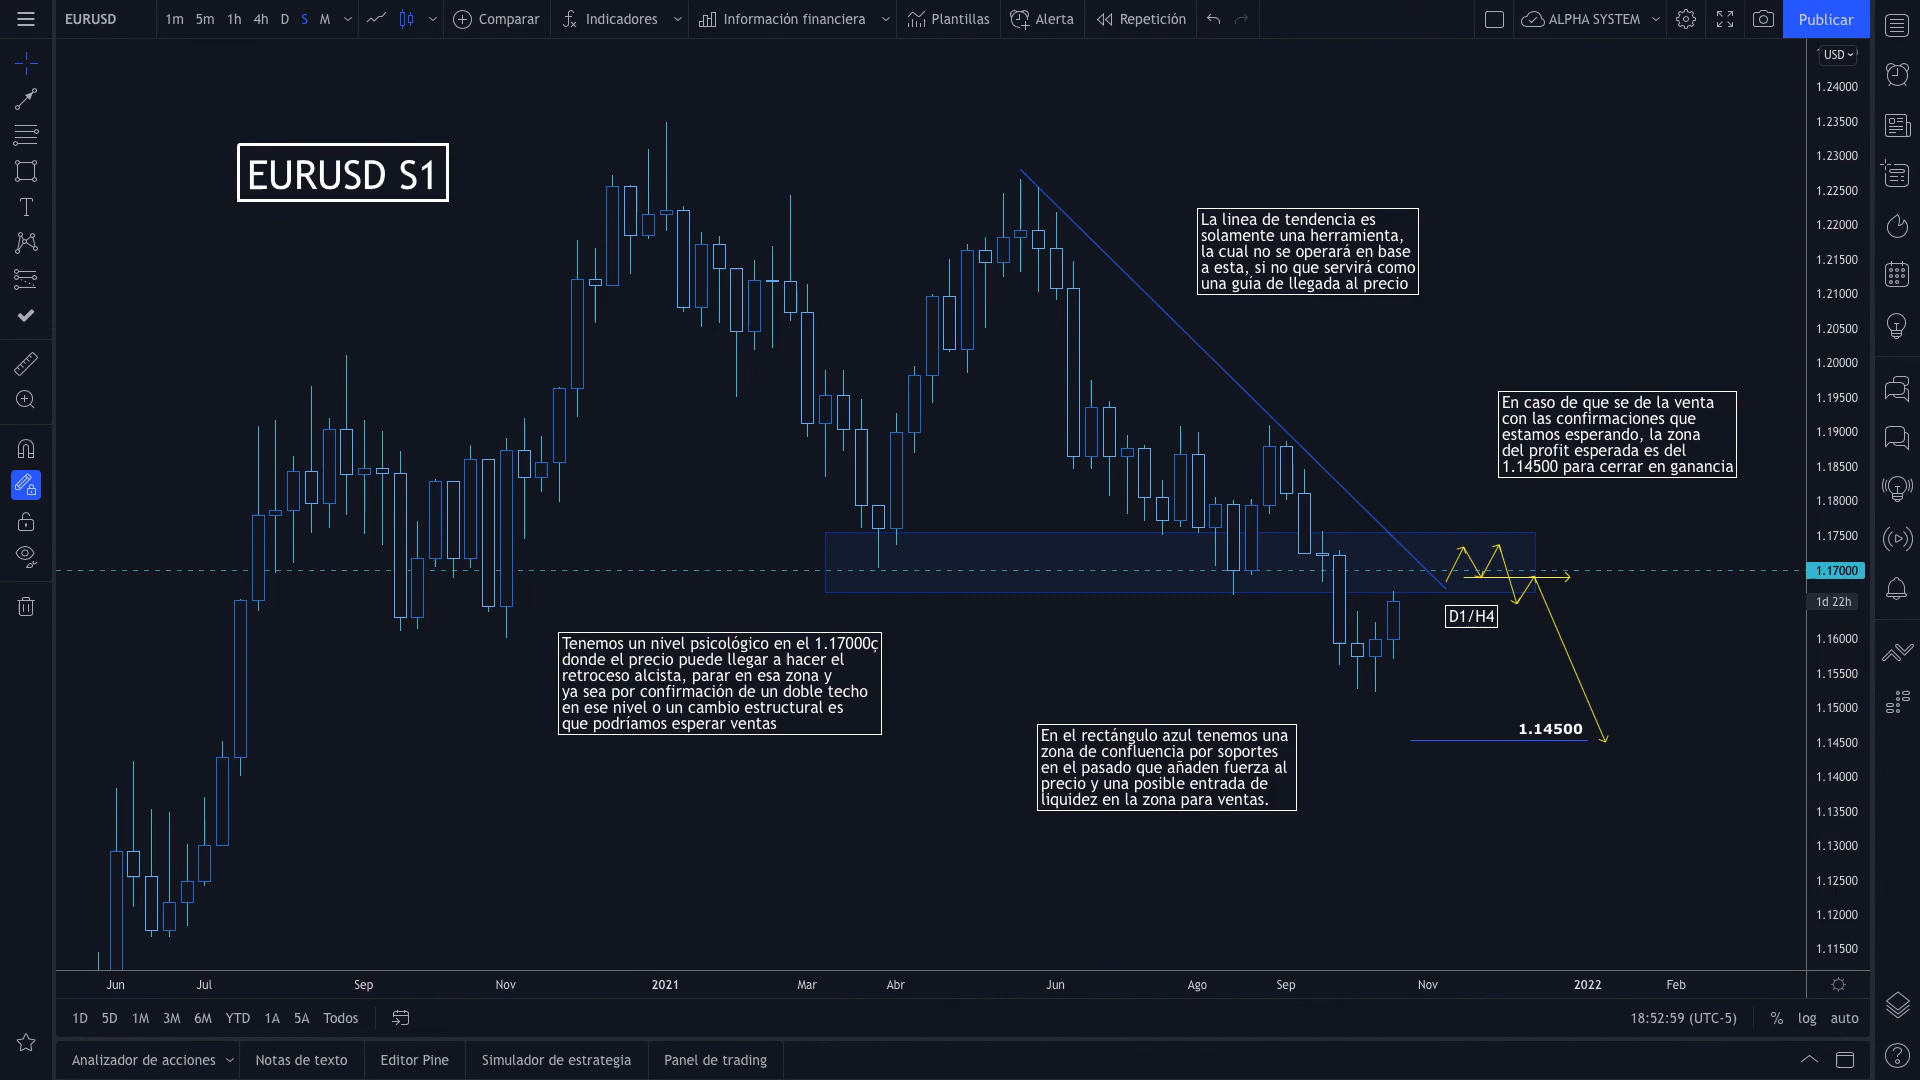 EURUSD
1m 5m 1h 4h D S M
Comparar
Indicadores
Información financiera
Plantillas
Alerta
Repetición
ALPHA SYSTEM
Publicar
USD
1.24000
1.23500
1.23000
1.22500
1.22000
1.21500
1.21000
1.20500
1.20000
1.19500
1.19000
1.18500
1.18000
1.17500
1.17000
1d 22h
1.16000
1.15500
1.15000
1.14500
1.14000
1.13500
1.13000
1.12500
1.12000
1.11500
EURUSD S1
La linea de tendencia es
solamente una herramienta,
la cual no se operará en base
a esta, si no que servirá como
una guía de llegada al precio
En caso de que se de la venta
con las confirmaciones que
estamos esperando, la zona
del profit esperada es del
1.14500 para cerrar en ganancia
D1/H4
Tenemos un nivel psicológico en el 1.17000ç
donde el precio puede llegar a hacer el
retroceso alcista, parar en esa zona y
ya sea por confirmación de un doble techo
en ese nivel o un cambio estructural es
que podríamos esperar ventas
En el rectángulo azul tenemos una
zona de confluencia por soportes
en el pasado que añaden fuerza al
precio y una posible entrada de
liquidez en la zona para ventas.
1.14500
Jun Jul Sep Nov 2021 Mar Abr Jun Ago Sep Nov 2022 Feb
1D 5D 1M 3M 6M YTD 1A 5A Todos
18:52:59 (UTC-5) % log auto
Analizador de acciones
Notas de texto
Editor Pine
Simulador de estrategia
Panel de trading